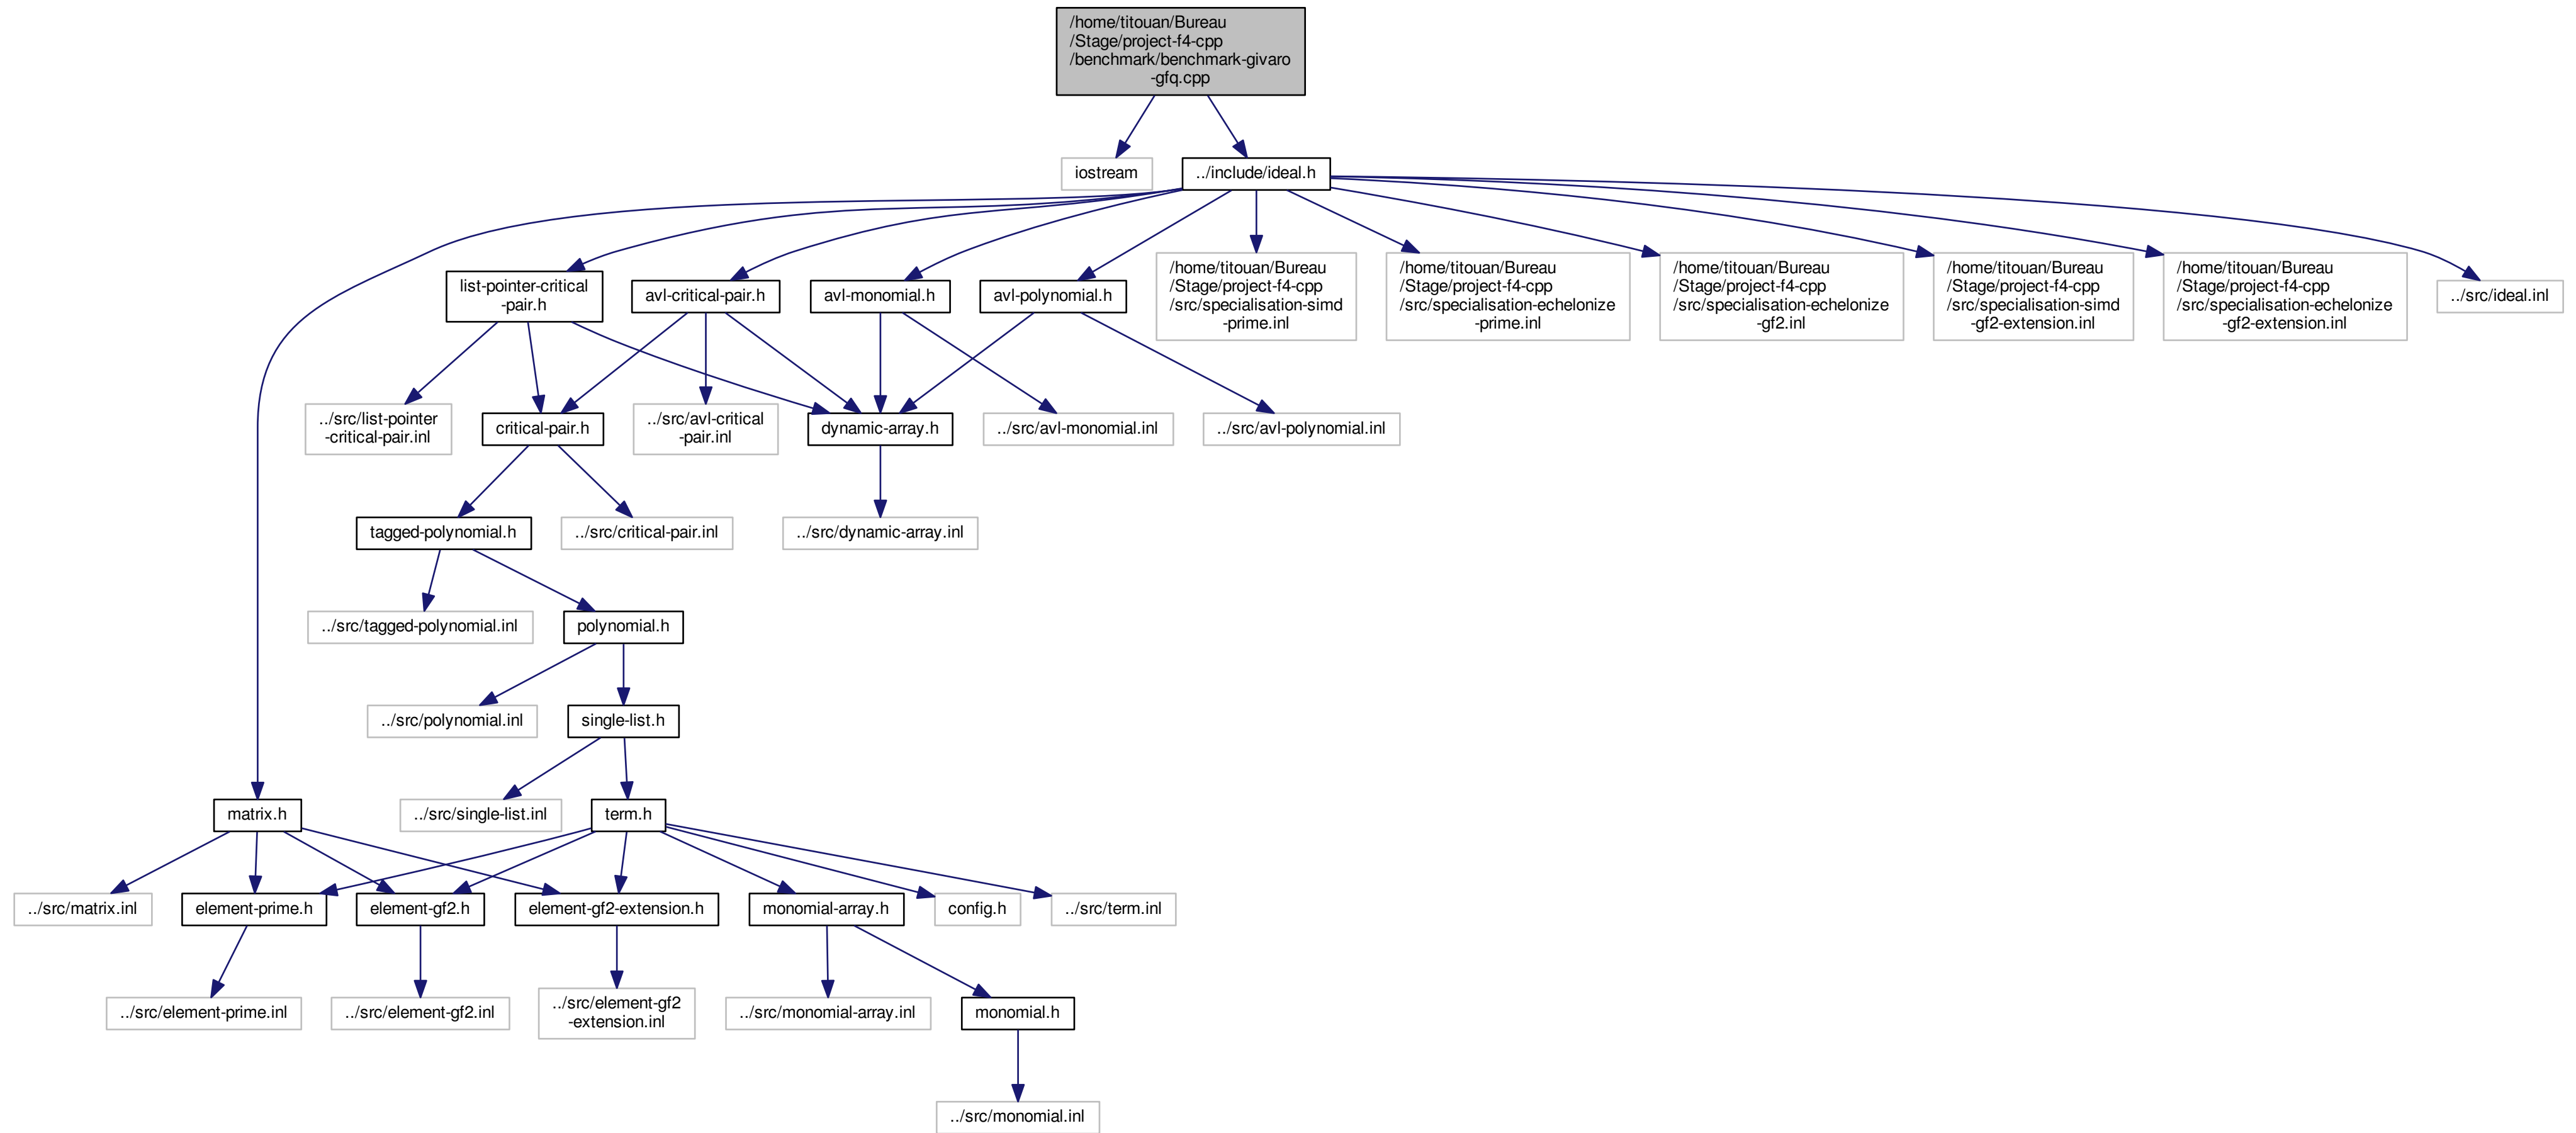 /home/titouan/Bureau
/Stage/project-f4-cpp
/benchmark/benchmark-givaro
-gfq.cpp
iostream
../include/ideal.h
list-pointer-critical
-pair.h
avl-critical-pair.h
avl-monomial.h
avl-polynomial.h
/home/titouan/Bureau
/Stage/project-f4-cpp
/src/specialisation-simd
-prime.inl
/home/titouan/Bureau
/Stage/project-f4-cpp
/src/specialisation-echelonize
-prime.inl
/home/titouan/Bureau
/Stage/project-f4-cpp
/src/specialisation-echelonize
-gf2.inl
/home/titouan/Bureau
/Stage/project-f4-cpp
/src/specialisation-simd
-gf2-extension.inl
/home/titouan/Bureau
/Stage/project-f4-cpp
/src/specialisation-echelonize
-gf2-extension.inl
../src/ideal.inl
../src/list-pointer
-critical-pair.inl
critical-pair.h
../src/avl-critical
-pair.inl
dynamic-array.h
../src/avl-monomial.inl
../src/avl-polynomial.inl
tagged-polynomial.h
../src/critical-pair.inl
../src/dynamic-array.inl
../src/tagged-polynomial.inl
polynomial.h
../src/polynomial.inl
single-list.h
matrix.h
../src/single-list.inl
term.h
../src/matrix.inl
element-prime.h
element-gf2.h
element-gf2-extension.h
monomial-array.h
config.h
../src/term.inl
../src/element-prime.inl
../src/element-gf2.inl
../src/element-gf2
-extension.inl
../src/monomial-array.inl
monomial.h
../src/monomial.inl